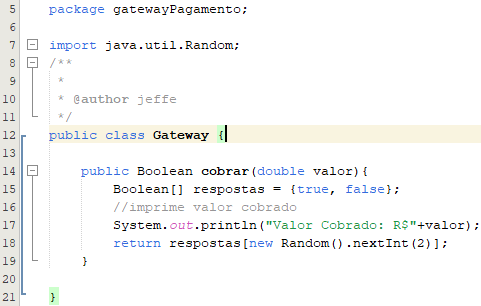 5 package gatewayPagamento;
6
7 import java.util.Random;
8 /**
9 *
10 * @author jeffe
11 */
12 public class Gateway {
13
14 public Boolean cobrar(double valor){
15 Boolean[] respostas = {true, false};
16 //imprime valor cobrado
17 System.out.println("Valor Cobrado: R$"+valor);
18 return respostas[new Random().nextInt(2)];
19 }
20
21 }